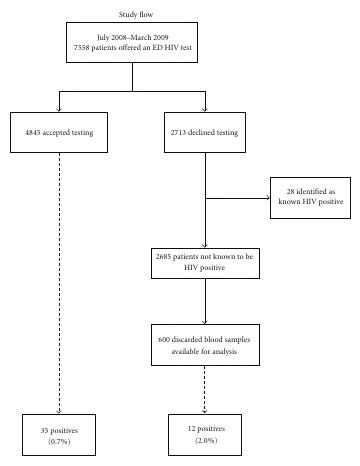 Study flow
July 2008–March 2009
7558 patients offered an ED HIV test
4845 accepted testing
2713 declined testing
28 identified as
known HIV positive
2685 patients not known to be
HIV positive
600 discarded blood samples
available for analysis
35 positives
(0.7%)
12 positives
(2.0%)